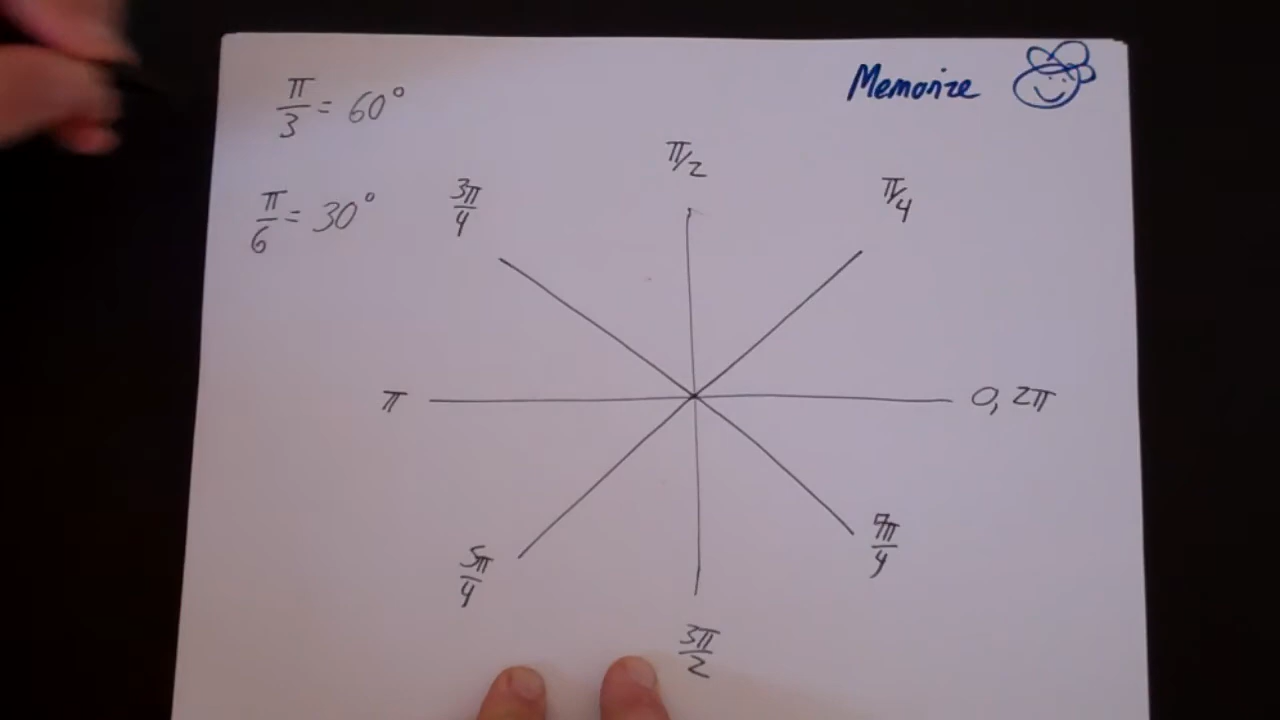 π/3 = 60°
Memorize
π/6 = 30°
π/2
π/4
3π/4
π
0, 2π
5π/4
7π/4
3π/2